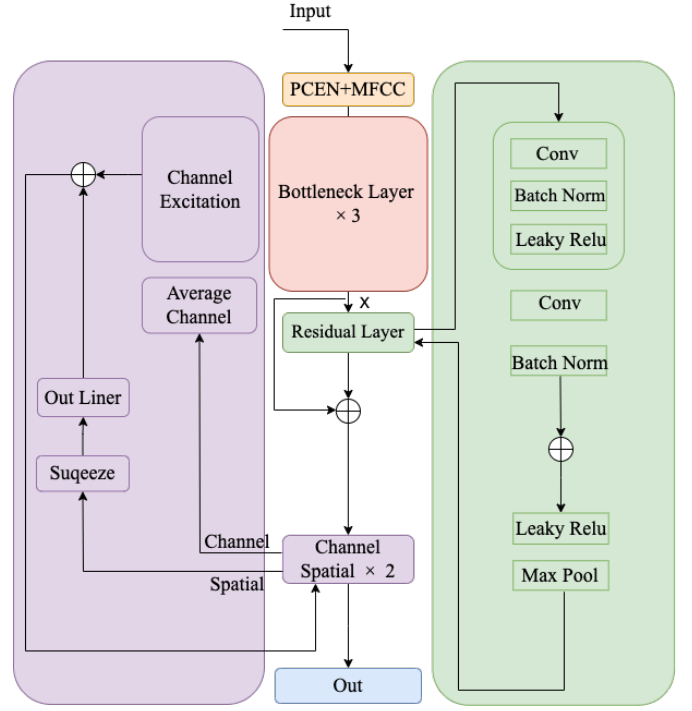 Input
PCEN+MFCC
Bottleneck Layer
× 3
x
Residual Layer
Channel
Excitation
Average
Channel
Out Liner
Suqeeze
Channel
Spatial
Channel
Spatial × 2
Out
Conv
Batch Norm
Leaky Relu
Conv
Batch Norm
Leaky Relu
Max Pool